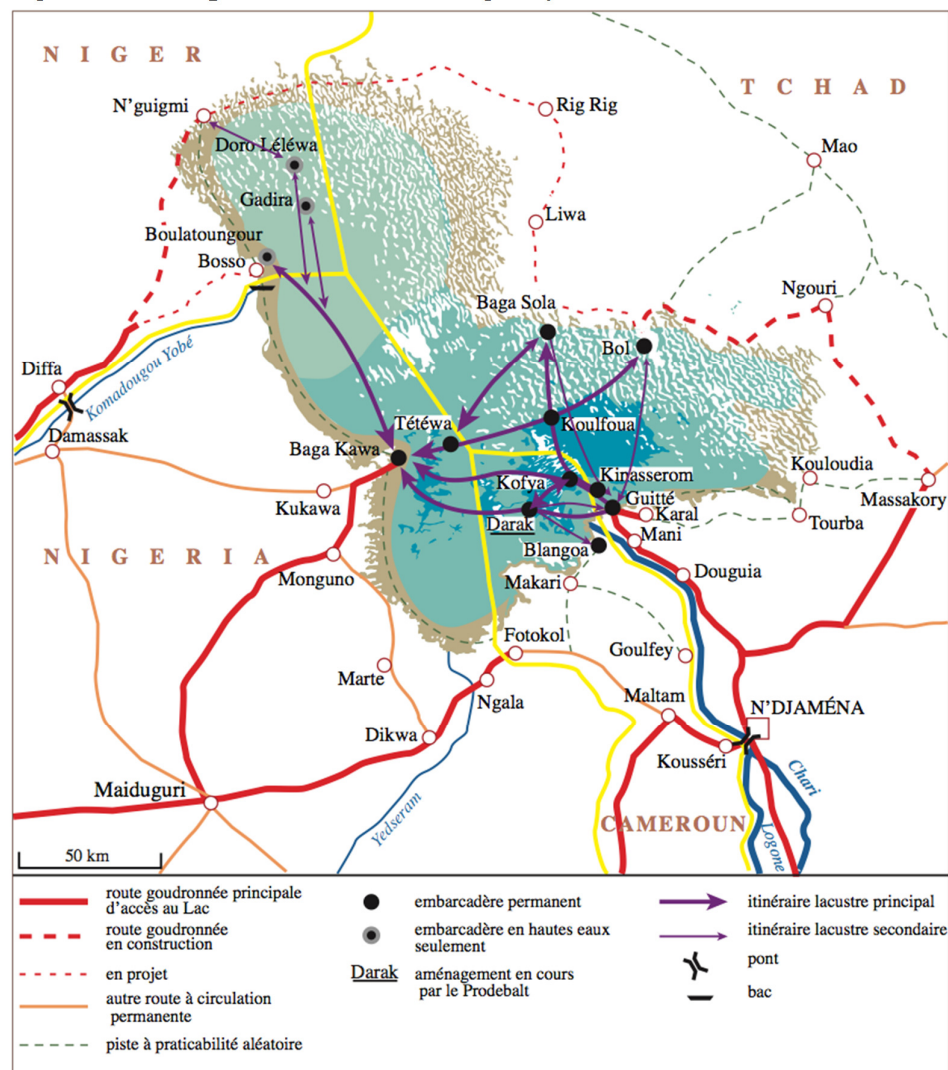 NIGER
TCHAD
N'guigmi
Rig Rig
Doro Léléwa
Mao
Gadira
Liwa
Boulatoungour
Bosso
Ngouri
Baga Sola
Bol
Diffa
Komadougou Yobé
Damassak
Tétéwa
Koulfoua
Baga Kawa
Kofya
Kinasserom
Kouloudia
Kukawa
Guitté
Massakory
Darak
Karal
Tourba
NIGERIA
Blangoa
Mani
Monguno
Makari
Douguia
Fotokol
Goulfey
Marte
Ngala
Maltam
N'DJAMÉNA
Dikwa
Kousséri
Maiduguri
Chari
Yedseram
CAMEROUN
Logone
50 km
route goudronnée principale
d'accès au Lac
route goudronnée
en construction
en projet
autre route à circulation
permanente
piste à praticabilité aléatoire
embarcadère permanent
embarcadère en hautes eaux
seulement
Darak
aménagement en cours
par le Prodebalt
itinéraire lacustre principal
itinéraire lacustre secondaire
pont
bac